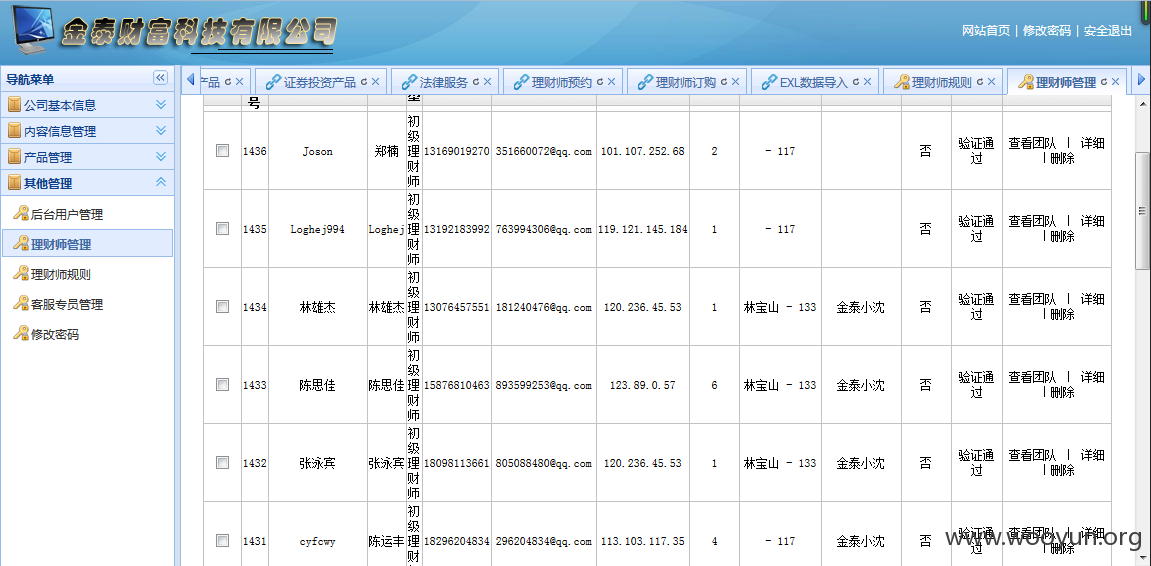 金泰财富科技有限公司
网站首页 | 修改密码 | 安全退出
导航菜单
公司基本信息
内容信息管理
产品管理
其他管理
后台用户管理
理财师管理
理财师规则
客服专员管理
修改密码
产品 证券投资产品 法律服务 理财师预约 理财师订购 EXL数据导入 理财师规则 理财师管理
号
1436 Joson 郑楠 初级理财师 13169019270 351660072@qq.com 101.107.252.68 2 - 117 否 验证通过 查看团队 | 详细 | 删除
1435 Loghej994 Loghej 初级理财师 13192183992 763994306@qq.com 119.121.145.184 1 - 117 否 验证通过 查看团队 | 详细 | 删除
1434 林雄杰 林雄杰 初级理财师 13076457551 181240476@qq.com 120.236.45.53 1 林宝山 - 133 金泰小沈 否 验证通过 查看团队 | 详细 | 删除
1433 陈思佳 陈思佳 初级理财师 15876810463 893599253@qq.com 123.89.0.57 6 林宝山 - 133 金泰小沈 否 验证通过 查看团队 | 详细 | 删除
1432 张泳宾 张泳宾 初级理财师 18098113661 805088480@qq.com 120.236.45.53 1 林宝山 - 133 金泰小沈 否 验证通过 查看团队 | 详细 | 删除
1431 cyfcwy 陈运丰 初级理财 18296204834 296204834@qq.com 113.103.117.35 4 - 117 金泰小沈 否 验证通过 查看团队 | 详细 | 删除
www.wooyun.org